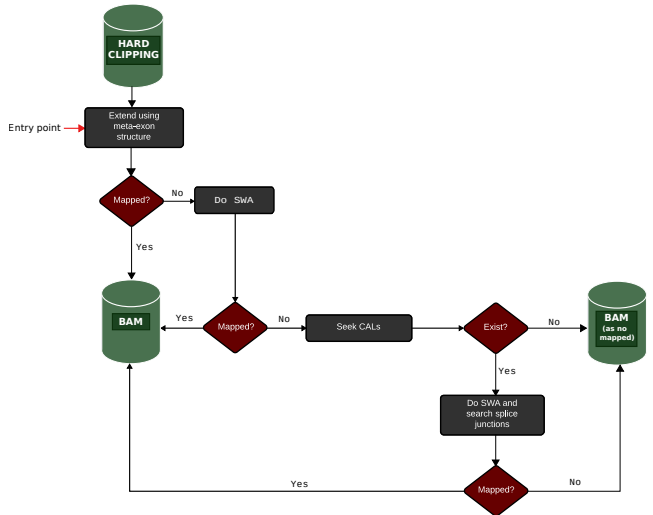 HARD
CLIPPING
Entry point
Extend using
meta-exon
structure
Mapped?
No
Do SWA
Yes
BAM
Yes
Mapped?
No
Seek CALs
Exist?
No
BAM
(as no
mapped)
Yes
Do SWA and
search splice
junctions
Yes
Mapped?
No